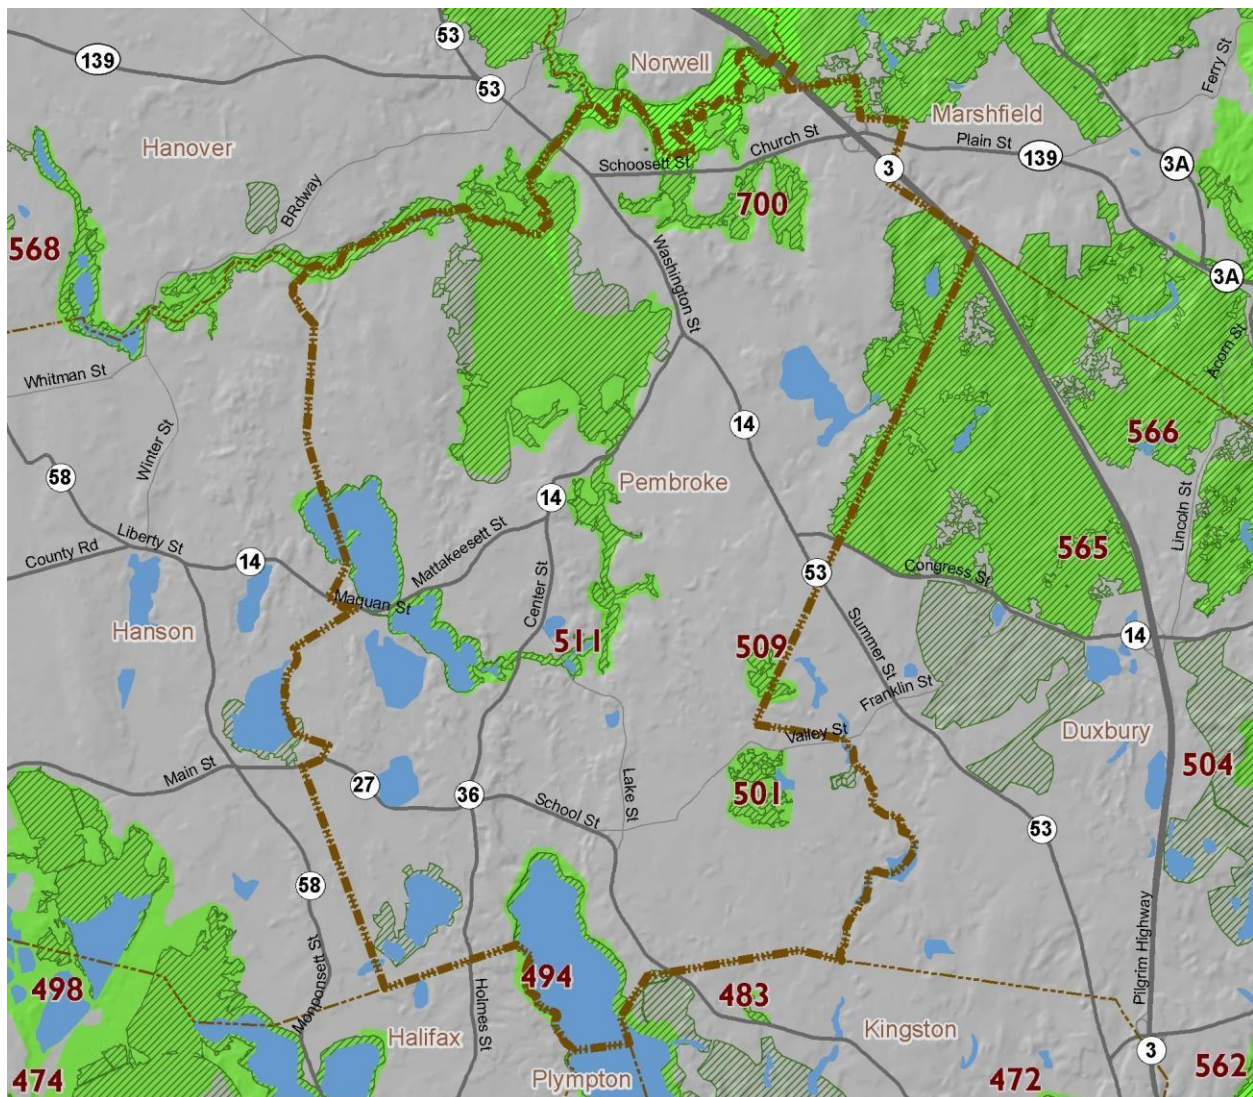 53
139
Norwell
53
Ferry St
Marshfield
Hanover
Church St
Plain St
139
Schoosett St
3
3A
BRdway
700
568
Washington St
3A
Acorn St
Whitman St
14
566
Winter St
58
Pembroke
14
Lincoln St
Mattakeesett St
Liberty St
County Rd
565
14
53
Congress St
Center St
Maquan St
Hanson
511
509
Summer St
14
Franklin St
Duxbury
Valley St
504
Main St
27
36
501
School St
Lake St
53
58
Pilgrim Highway
Monponsett St
498
494
483
Holmes St
Halifax
Kingston
3
474
Plympton
472
562